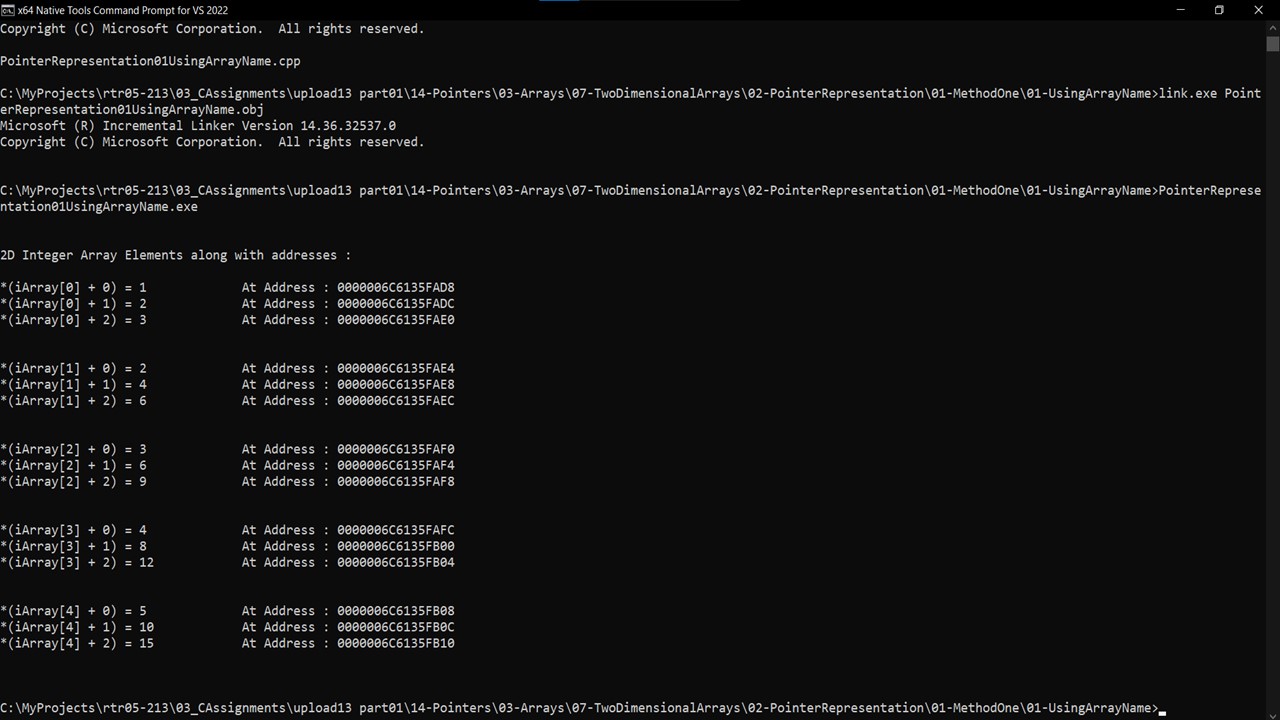 x64 Native Tools Command Prompt for VS 2022
Copyright (C) Microsoft Corporation.  All rights reserved.
PointerRepresentation01UsingArrayName.cpp
C:\MyProjects\rtr05-213\03_CAssignments\upload13 part01\14-Pointers\03-Arrays\07-TwoDimensionalArrays\02-PointerRepresentation\01-MethodOne\01-UsingArrayName>link.exe Point
erRepresentation01UsingArrayName.obj
Microsoft (R) Incremental Linker Version 14.36.32537.0
Copyright (C) Microsoft Corporation.  All rights reserved.
C:\MyProjects\rtr05-213\03_CAssignments\upload13 part01\14-Pointers\03-Arrays\07-TwoDimensionalArrays\02-PointerRepresentation\01-MethodOne\01-UsingArrayName>PointerReprese
ntation01UsingArrayName.exe
2D Integer Array Elements along with addresses :
*(iArray[0] + 0) = 1            At Address : 0000006C6135FAD8
*(iArray[0] + 1) = 2            At Address : 0000006C6135FADC
*(iArray[0] + 2) = 3            At Address : 0000006C6135FAE0
*(iArray[1] + 0) = 2            At Address : 0000006C6135FAE4
*(iArray[1] + 1) = 4            At Address : 0000006C6135FAE8
*(iArray[1] + 2) = 6            At Address : 0000006C6135FAEC
*(iArray[2] + 0) = 3            At Address : 0000006C6135FAF0
*(iArray[2] + 1) = 6            At Address : 0000006C6135FAF4
*(iArray[2] + 2) = 9            At Address : 0000006C6135FAF8
*(iArray[3] + 0) = 4            At Address : 0000006C6135FAFC
*(iArray[3] + 1) = 8            At Address : 0000006C6135FB00
*(iArray[3] + 2) = 12           At Address : 0000006C6135FB04
*(iArray[4] + 0) = 5            At Address : 0000006C6135FB08
*(iArray[4] + 1) = 10           At Address : 0000006C6135FB0C
*(iArray[4] + 2) = 15           At Address : 0000006C6135FB10
C:\MyProjects\rtr05-213\03_CAssignments\upload13 part01\14-Pointers\03-Arrays\07-TwoDimensionalArrays\02-PointerRepresentation\01-MethodOne\01-UsingArrayName>